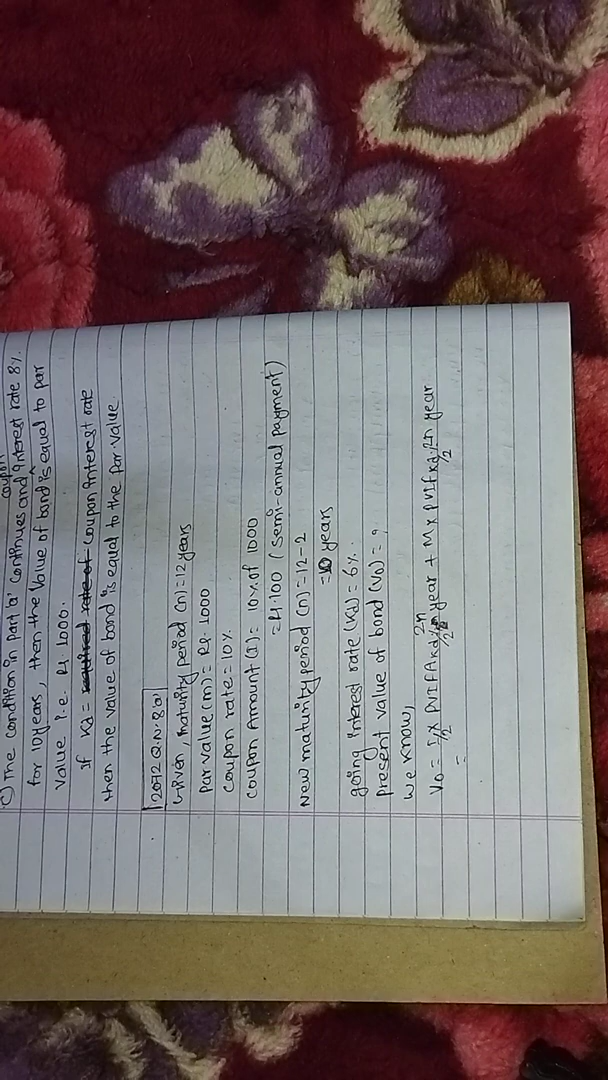 coupon
c) The condition in part 'a' continues and interest rate 8%.
for 10 years, then the value of bond is equal to par
value i.e. Rs. 1000.
If Kd = required rate of coupon interest rate
then the value of bond is equal to the par value
2072 Q.N. 8 a)
Given, maturity period (n) = 12 years
par value (m) = Rs. 1000
coupon rate = 10%
coupon Amount (I) = 10% of 1000
= Rs. 100 (semi-annual payment)
New maturity period (n) = 12-2
= 10 years
going interest rate (Kd) = 6%
present value of bond (V0) = ?
we know,
V0 = I/2 x PVIFA kd/2, 2n year + M x PVIF kd/2, 2n year
=